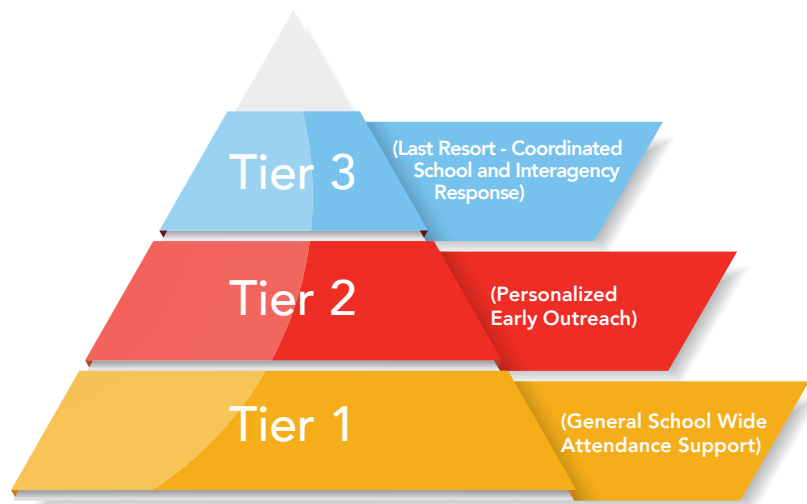 Tier 3
(Last Resort - Coordinated
School and Interagency
Response)
Tier 2
(Personalized
Early Outreach)
Tier 1
(General School Wide
Attendance Support)